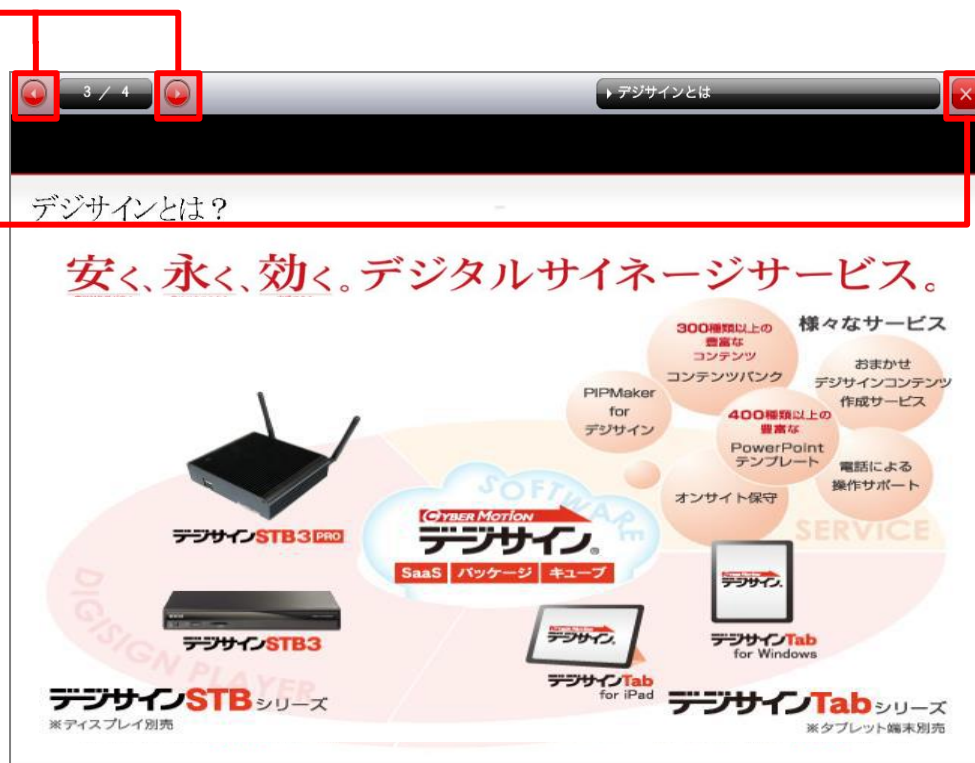 3 / 4
デジサインとは
デジサインとは？
安く、永く、効く。デジタルサイネージサービス。
様々なサービス
300種類以上の
豊富な
コンテンツ
コンテンツバンク
おまかせ
デジサインコンテンツ
作成サービス
PIPMaker
for
デジサイン
400種類以上の
豊富な
PowerPoint
テンプレート
電話による
操作サポート
オンサイト保守
SOFTWARE
SERVICE
CYBER MOTION
デジサイン®
SaaS パッケージ キューブ
デジサインSTB3 PRO
デジサインSTB3
DIGISIGN PLAYER
CYBER MOTION
デジサイン.
デジサインTab
for Windows
デジサイン.
デジサインTab
for iPad
デジサインSTBシリーズ
※ディスプレイ別売
デジサインTabシリーズ
※タブレット端末別売